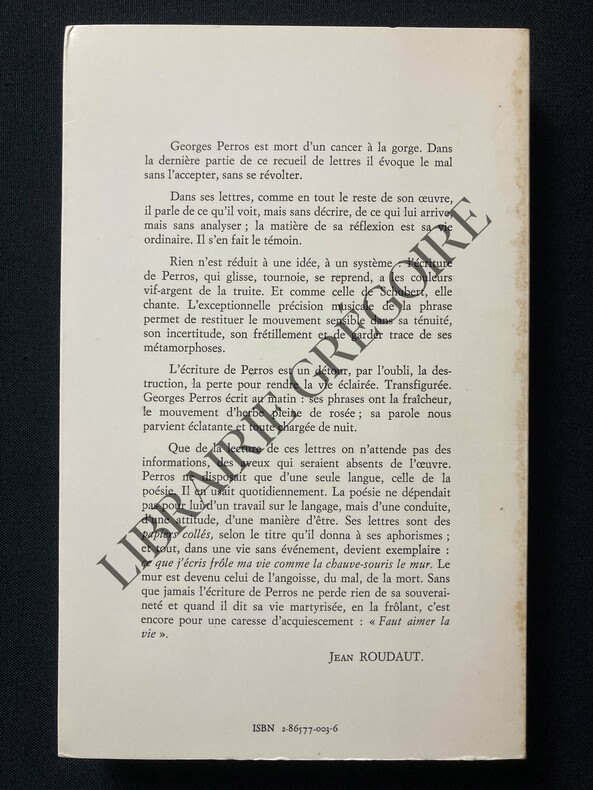 Georges Perros est mort d'un cancer à la gorge. Dans
la dernière partie de ce recueil de lettres il évoque le mal
sans l'accepter, sans se révolter.
Dans ses lettres, comme en tout le reste de son œuvre,
il parle de ce qu'il voit, mais sans décrire, de ce qui lui arrive,
mais sans analyser ; la matière de sa réflexion est sa vie
ordinaire. Il s'en fait le témoin.
Rien n'est réduit à une idée, à un système : l'écriture
de Perros, qui glisse, tournoie, se reprend, a les couleurs
vif-argent de la truite. Et comme celle de Schubert, elle
chante. L'exceptionnelle précision musicale de la phrase
permet de restituer le mouvement sensible dans sa ténuité,
son incertitude, son frétillement et de garder trace de ses
métamorphoses.
L'écriture de Perros est un détour, par l'oubli, la des-
truction, la perte pour rendre la vie éclairée. Transfigurée.
Georges Perros écrit au matin : ses phrases ont la fraîcheur,
le mouvement d'herbe pleine de rosée ; sa parole nous
parvient éclatante et toute chargée de nuit.
Que de la lecture de ces lettres on n'attende pas des
informations, des aveux qui seraient absents de l'œuvre.
Perros ne disposait que d'une seule langue, celle de la
poésie. Il en usait quotidiennement. La poésie ne dépendait
pas pour lui d'un travail sur le langage, mais d'une conduite,
d'une attitude, d'une manière d'être. Ses lettres sont des
papiers collés, selon le titre qu'il donna à ses aphorismes ;
et tout, dans une vie sans événement, devient exemplaire :
ce que j'écris frôle ma vie comme la chauve-souris le mur. Le
mur est devenu celui de l'angoisse, du mal, de la mort. Sans
que jamais l'écriture de Perros ne perde rien de sa souverai-
neté et quand il dit sa vie martyrisée, en la frôlant, c'est
encore pour une caresse d'acquiescement : « Faut aimer la
vie ».
JEAN ROUDAUT.
ISBN 2-86577-003-6
LIBRAIRIE GREGOIRE